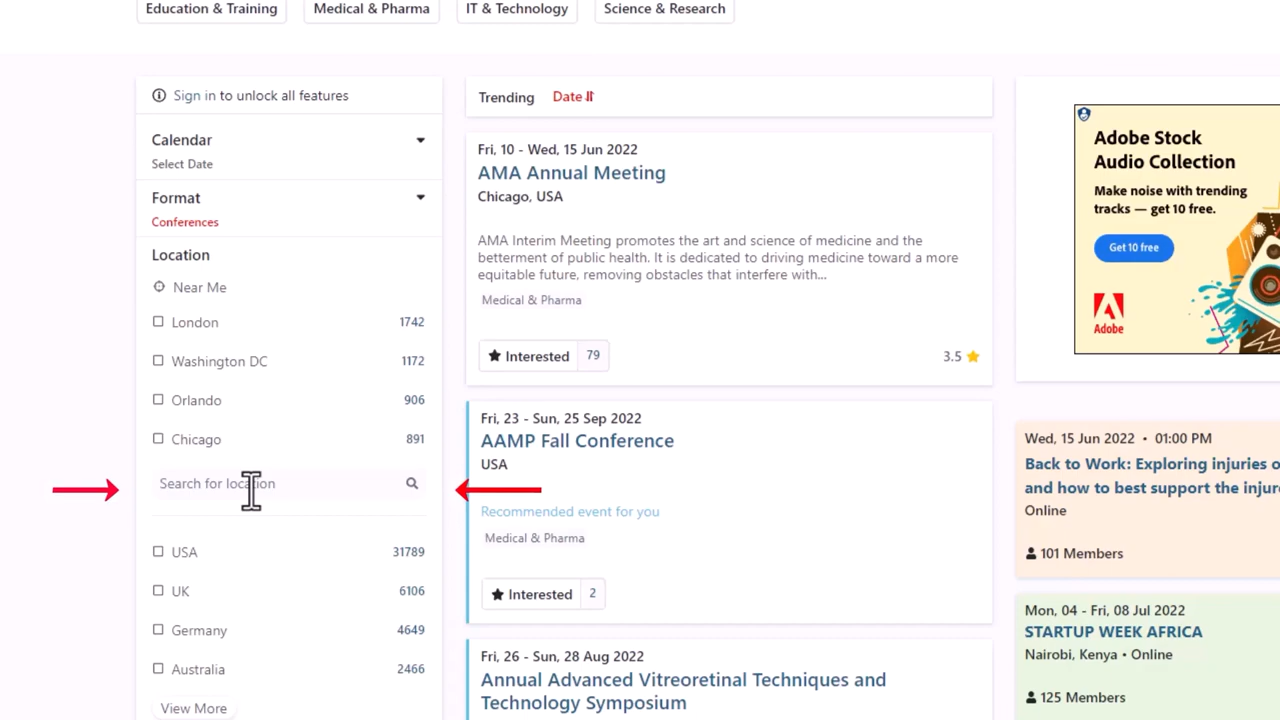 Education & Training
Medical & Pharma
IT & Technology
Science & Research
Sign in to unlock all features
Calendar
Select Date
Format
Conferences
Location
Near Me
London 1742
Washington DC 1172
Orlando 906
Chicago 891
Search for location
USA 31789
UK 6106
Germany 4649
Australia 2466
View More
Trending Date
Fri, 10 - Wed, 15 Jun 2022
AMA Annual Meeting
Chicago, USA
AMA Interim Meeting promotes the art and science of medicine and the
betterment of public health. It is dedicated to driving medicine toward a more
equitable future, removing obstacles that interfere with...
Medical & Pharma
Interested 79
3.5
Fri, 23 - Sun, 25 Sep 2022
AAMP Fall Conference
USA
Recommended event for you
Medical & Pharma
Interested 2
Fri, 26 - Sun, 28 Aug 2022
Annual Advanced Vitreoretinal Techniques and
Technology Symposium
Adobe Stock
Audio Collection
Make noise with trending
tracks — get 10 free.
Get 10 free
Adobe
Wed, 15 Jun 2022 • 01:00 PM
Back to Work: Exploring injuries
and how to best support the
Online
101 Members
Mon, 04 - Fri, 08 Jul 2022
STARTUP WEEK AFRICA
Nairobi, Kenya • Online
125 Members